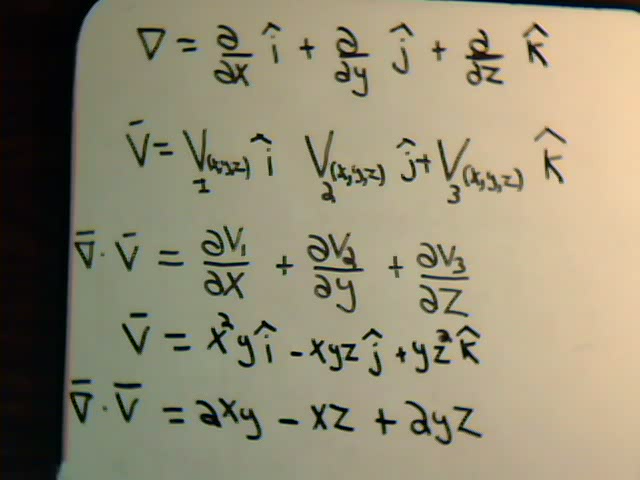 ∇ = ∂/∂x î + ∂/∂y ĵ + ∂/∂z k̂
V̄ = V₁(x,y,z) î V₂(x,y,z) ĵ + V₃(x,y,z) k̂
∇̄ · V̄ = ∂V₁/∂x + ∂V₂/∂y + ∂V₃/∂z
V̄ = x²y î - xyz ĵ + yz² k̂
∇̄ · V̄ = 2xy - xz + 2yz